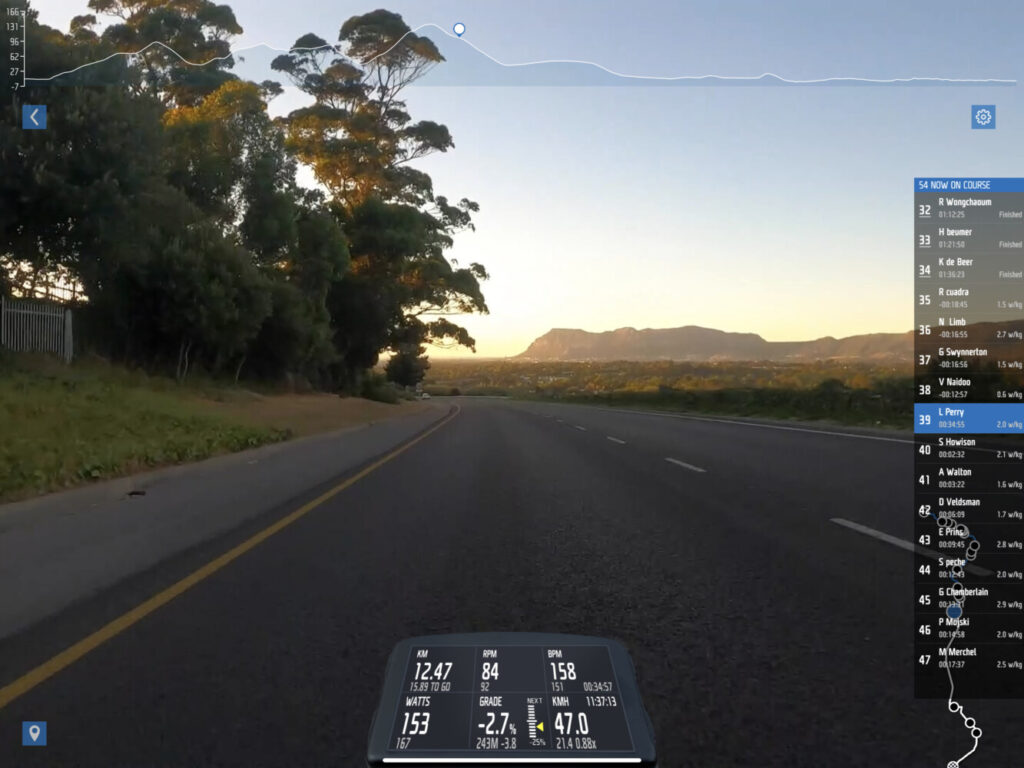 166
131
96
62
27
-7
54 NOW ON COURSE
32 R Wongchaoum
01:12:25 Finished
33 H beumer
01:21:50 Finished
34 K de Beer
01:36:23 Finished
35 R cuadra
-00:18:45 1.5 w/kg
36 N Limb
-00:16:55 2.7 w/kg
37 G Swynnerton
-00:16:56 1.5 w/kg
38 V Naidoo
-00:12:57 0.6 w/kg
39 L Perry
00:34:55 2.0 w/kg
40 S Howison
00:02:32 2.1 w/kg
41 A Walton
00:03:22 1.6 w/kg
42 D Veldsman
00:06:09 1.7 w/kg
43 E Prins
00:09:45 2.8 w/kg
44 S peche
00:12:43 2.0 w/kg
45 G Chamberlain
2.9 w/kg
46 P Mojski
00:14:58 2.0 w/kg
47 M Merchel
00:17:37 2.5 w/kg
KM RPM BPM
12.47 84 158
15.89 TO GO 92 151 00:34:57
WATTS GRADE NEXT KMH 11:37:13
153 -2.7% 47.0
167 243M -3.8 -25% 21.4 0.88x